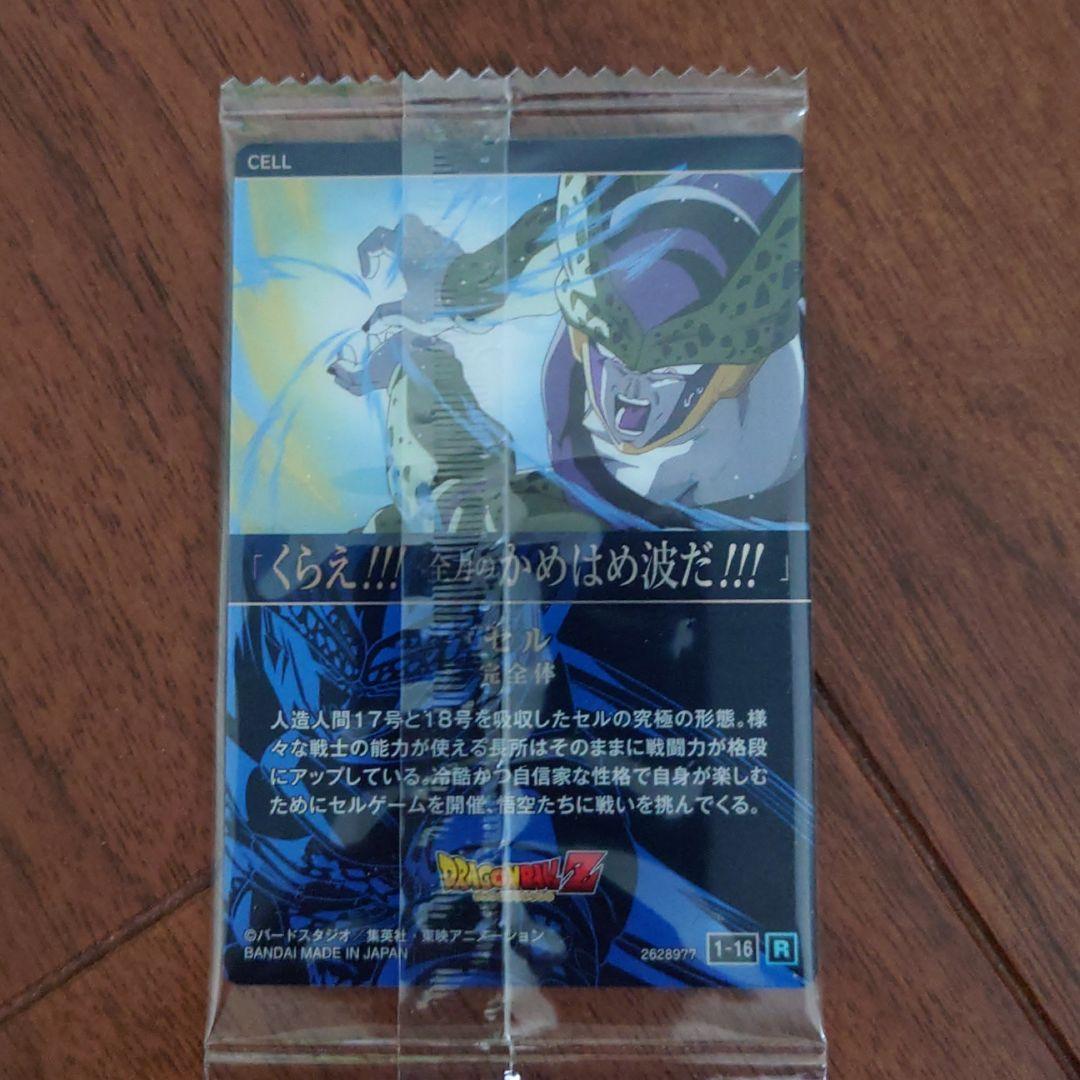 CELL
「くらえ!!! 全力のかめはめ波だ!!!」
セル
完全体
人造人間17号と18号を吸収したセルの究極の形態。様
々な戦士の能力が使える長所はそのままに戦闘力が格段
にアップしている。冷酷かつ自信家な性格で自身が楽しむ
ためにセルゲームを開催、悟空たちに戦いを挑んでくる。
DRAGON BALL Z
©バードスタジオ／集英社・東映アニメーション
BANDAI MADE IN JAPAN
2628977 1-16 R